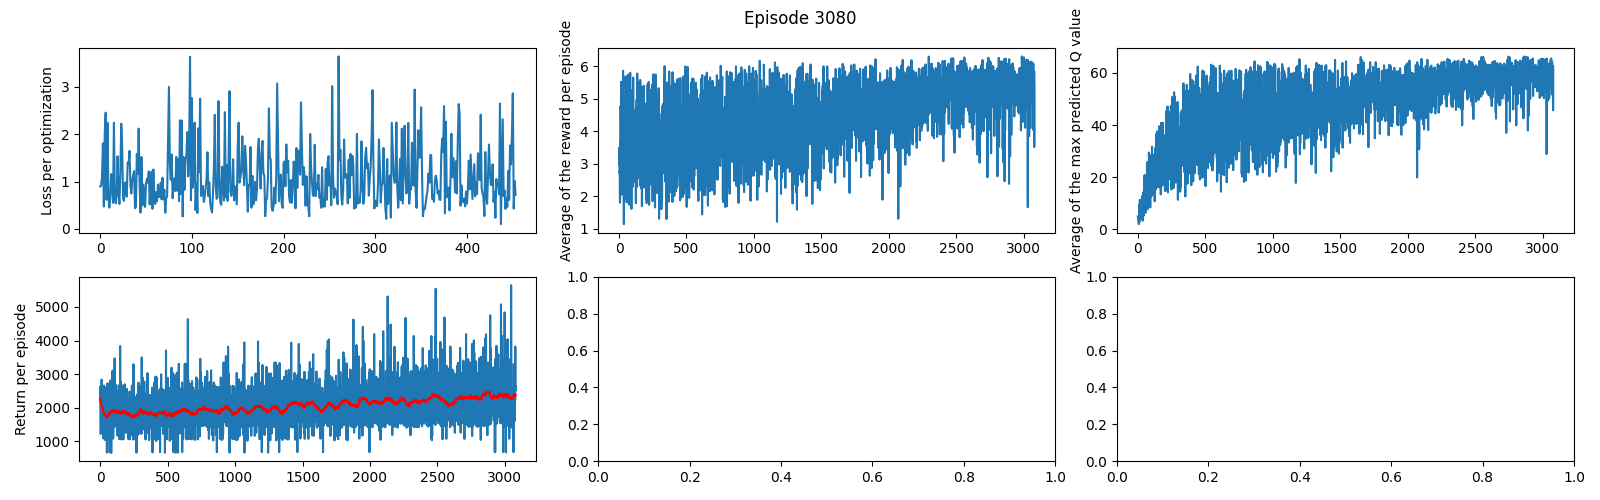 Episode 3080
Loss per optimization
3
2
1
0
0 100 200 300 400
Average of the reward per episode
6
5
4
3
2
1
0 500 1000 1500 2000 2500 3000
Average of the max predicted Q value
60
40
20
0
0 500 1000 1500 2000 2500 3000
Return per episode
5000
4000
3000
2000
1000
0 500 1000 1500 2000 2500 3000
1.0
0.8
0.6
0.4
0.2
0.0
0.0 0.2 0.4 0.6 0.8 1.0
1.0
0.8
0.6
0.4
0.2
0.0
0.0 0.2 0.4 0.6 0.8 1.0